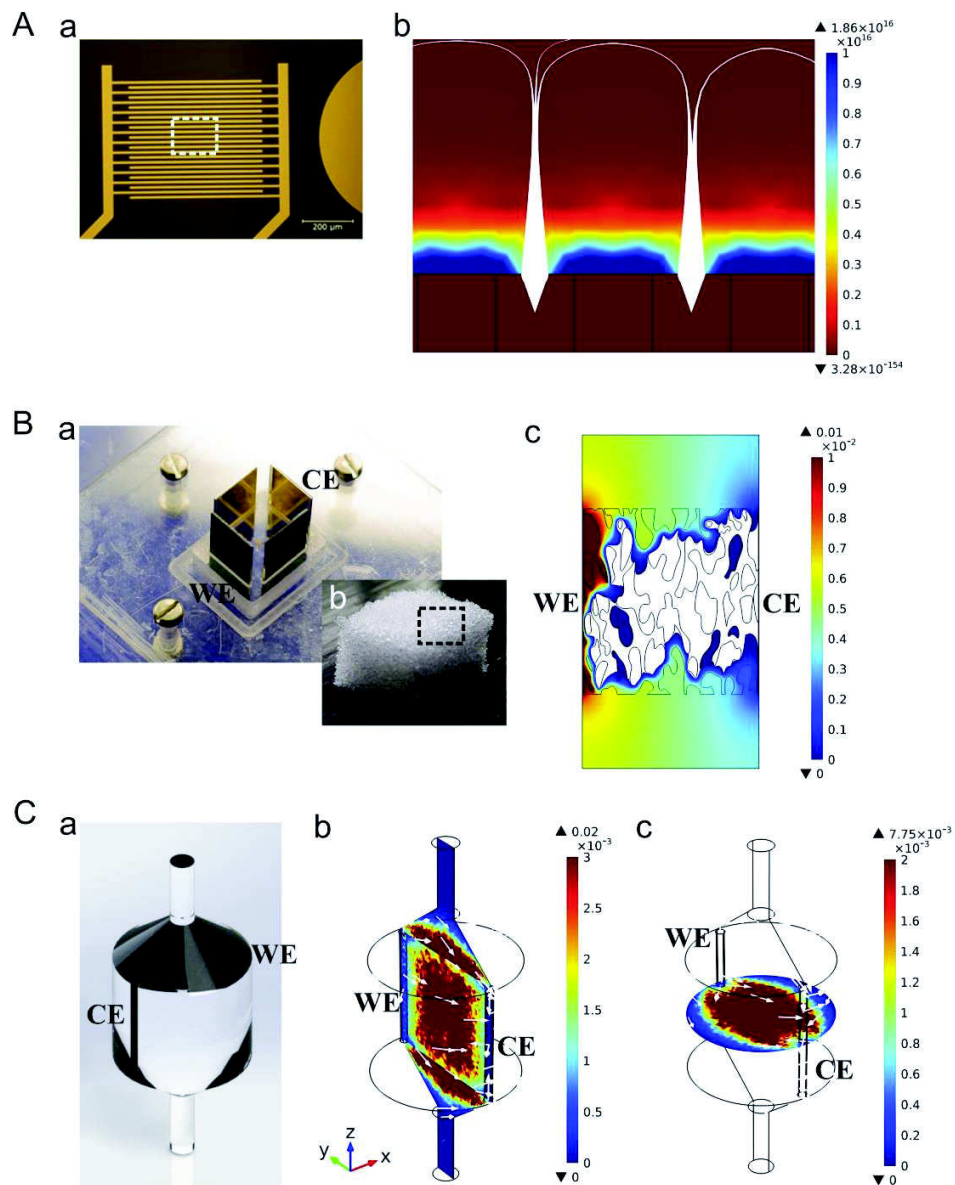 A
a
200 µm
b
▲ 1.86×10¹⁶
×10¹⁶
1
0.9
0.8
0.7
0.6
0.5
0.4
0.3
0.2
0.1
0
▼ 3.28×10⁻¹⁵⁴
B
a
CE
WE
b
c
WE
CE
▲ 0.01
×10⁻²
1
0.9
0.8
0.7
0.6
0.5
0.4
0.3
0.2
0.1
0
▼ 0
C
a
WE
CE
b
WE
CE
z
y
x
▲ 0.02
×10⁻³
3
2.5
2
1.5
1
0.5
0
▼ 0
c
WE
CE
▲ 7.75×10⁻³
×10⁻³
2
1.8
1.6
1.4
1.2
1
0.8
0.6
0.4
0.2
0
▼ 0